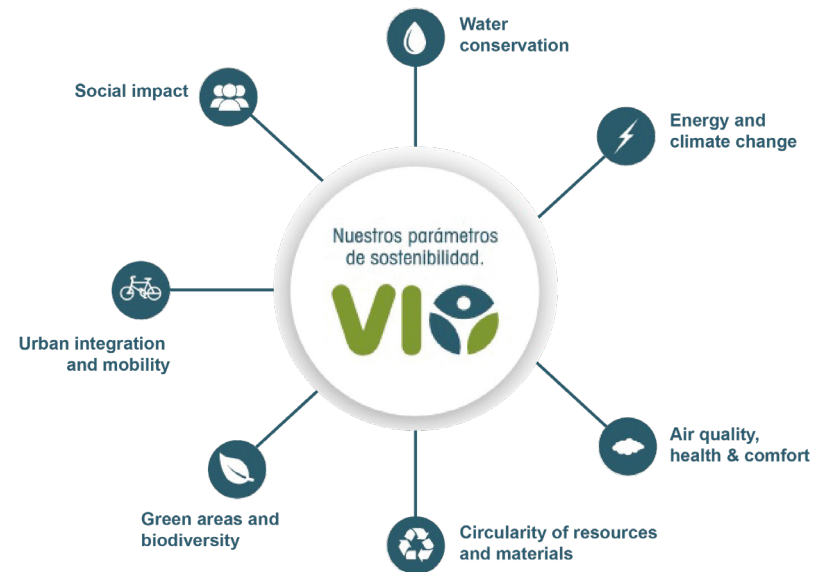 Water
conservation
Social impact
Energy and
climate change
Nuestros parámetros
de sostenibilidad.
VIO
Urban integration
and mobility
Air quality,
health & comfort
Green areas and
biodiversity
Circularity of resources
and materials